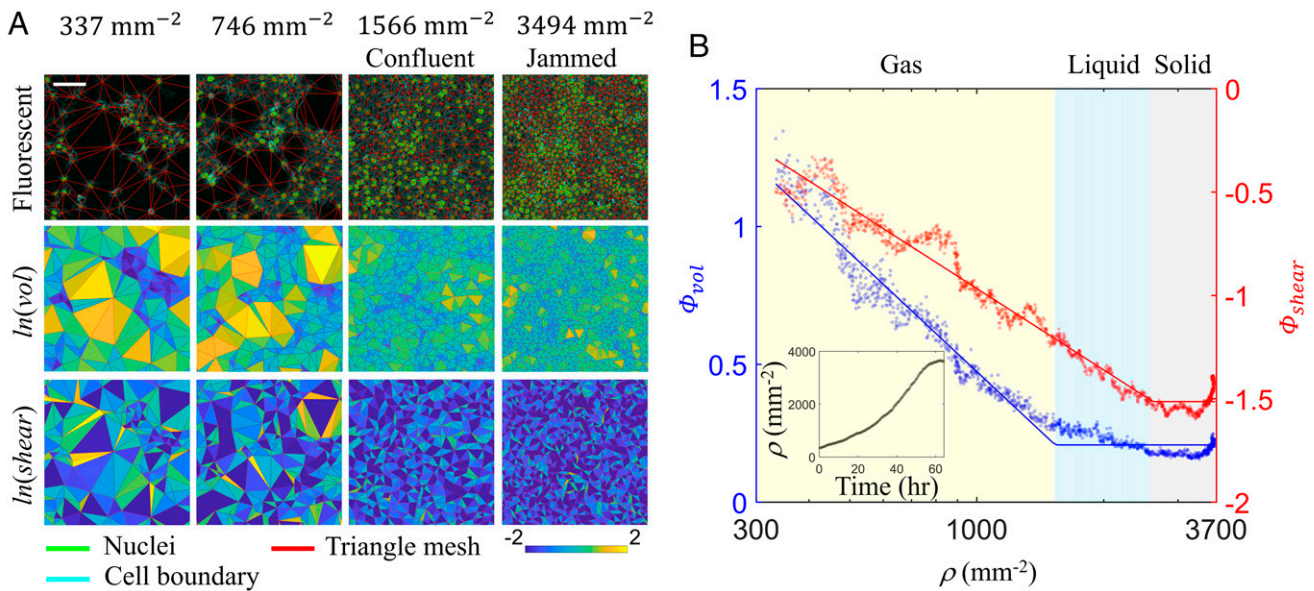 A
337 mm⁻² 746 mm⁻² 1566 mm⁻² 3494 mm⁻²
Confluent Jammed
Fluorescent
ln(vol)
ln(shear)
Nuclei Triangle mesh -2 2
Cell boundary
B
Gas Liquid Solid
1.5
1
0.5
0
Φvol
0
-0.5
-1
-1.5
-2
Φshear
4000
2000
0
ρ (mm⁻²)
0 20 40 60
Time (hr)
300 1000 3700
ρ (mm⁻²)